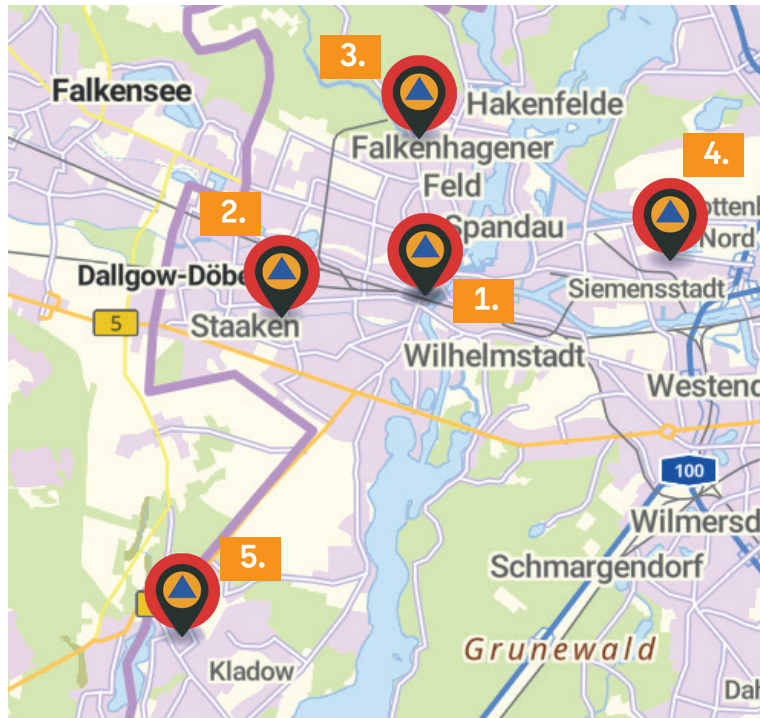 3.
Falkensee
Hakenfelde
Falkenhagener
Feld
4.
2.
Spandau
Nord
Dallgow-Döbe
1.
Siemensstadt
5
Staaken
Wilhelmstadt
Westend
100
Wilmersd
5.
Schmargendorf
Grunewald
Kladow
Dah